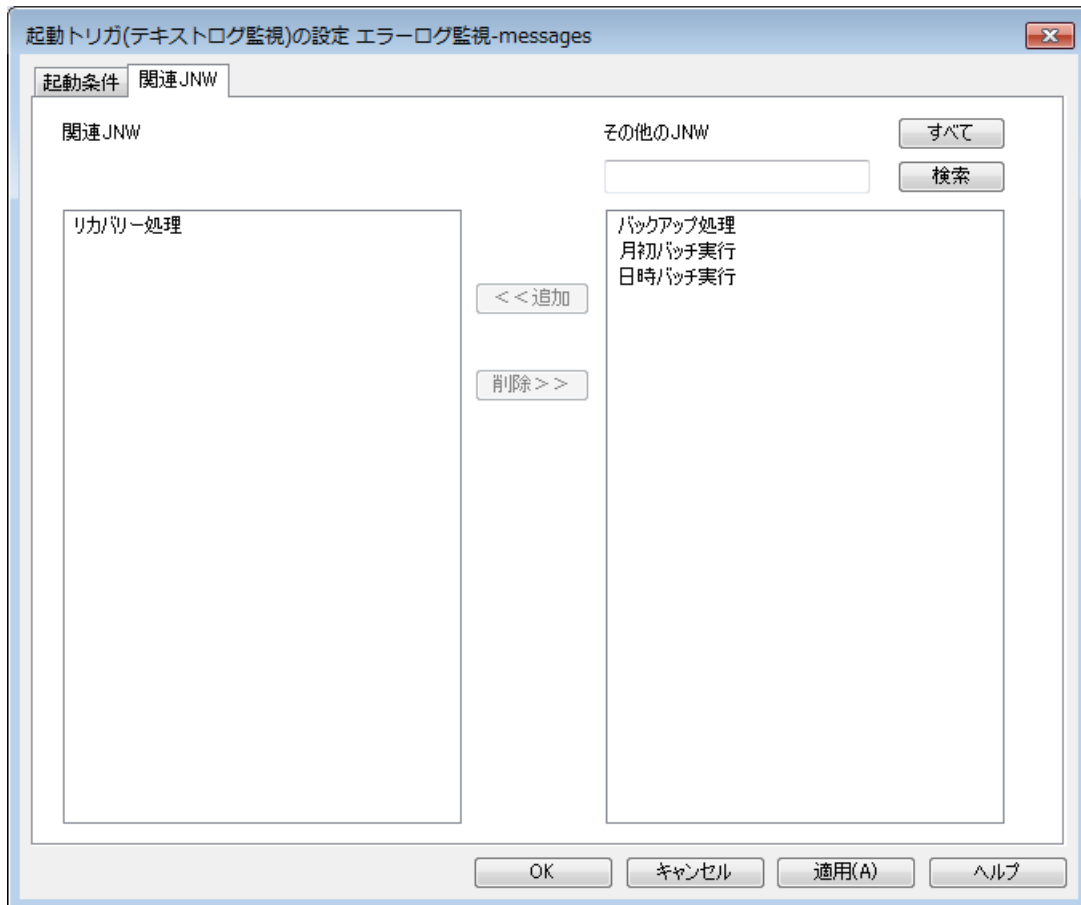 起動トリガ(テキストログ監視)の設定 エラーログ監視-messages
起動条件
関連JNW
関連JNW
その他のJNW
すべて
検索
リカバリー処理
バックアップ処理
月初バッチ実行
日時バッチ実行
<<追加
削除>>
OK
キャンセル
適用(A)
ヘルプ